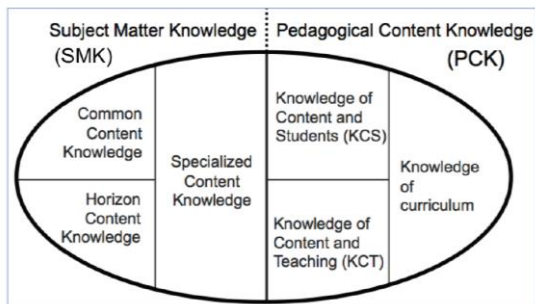 Subject Matter Knowledge
(SMK)
Pedagogical Content Knowledge
(PCK)
Common
Content
Knowledge
Horizon
Content
Knowledge
Specialized
Content
Knowledge
Knowledge of
Content and
Students (KCS)
Knowledge of
Content and
Teaching (KCT)
Knowledge
of
curriculum